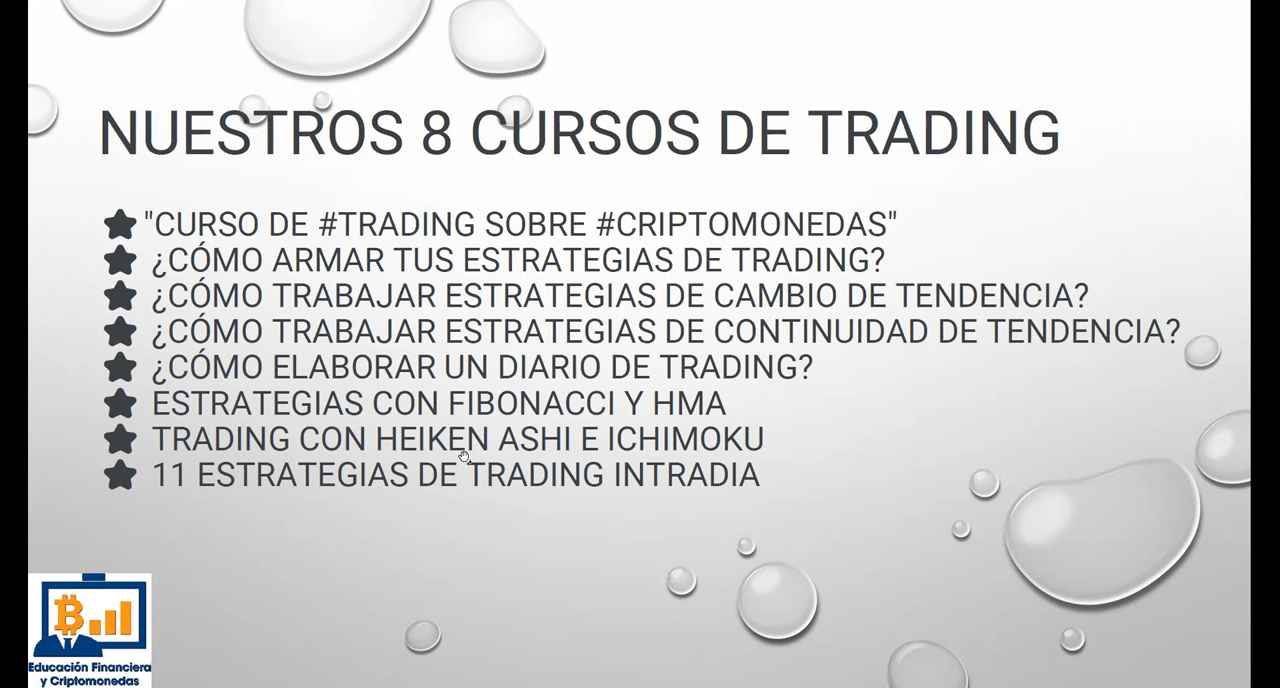 NUESTROS 8 CURSOS DE TRADING
"CURSO DE #TRADING SOBRE #CRIPTOMONEDAS"
¿CÓMO ARMAR TUS ESTRATEGIAS DE TRADING?
¿CÓMO TRABAJAR ESTRATEGIAS DE CAMBIO DE TENDENCIA?
¿CÓMO TRABAJAR ESTRATEGIAS DE CONTINUIDAD DE TENDENCIA?
¿CÓMO ELABORAR UN DIARIO DE TRADING?
ESTRATEGIAS CON FIBONACCI Y HMA
TRADING CON HEIKEN ASHI E ICHIMOKU
11 ESTRATEGIAS DE TRADING INTRADIA
Educación Financiera
y Criptomonedas